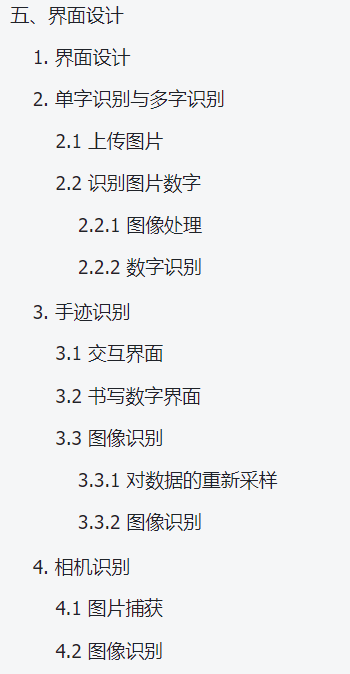 五、界面设计
1. 界面设计
2. 单字识别与多字识别
2.1 上传图片
2.2 识别图片数字
2.2.1 图像处理
2.2.2 数字识别
3. 手迹识别
3.1 交互界面
3.2 书写数字界面
3.3 图像识别
3.3.1 对数据的重新采样
3.3.2 图像识别
4. 相机识别
4.1 图片捕获
4.2 图像识别